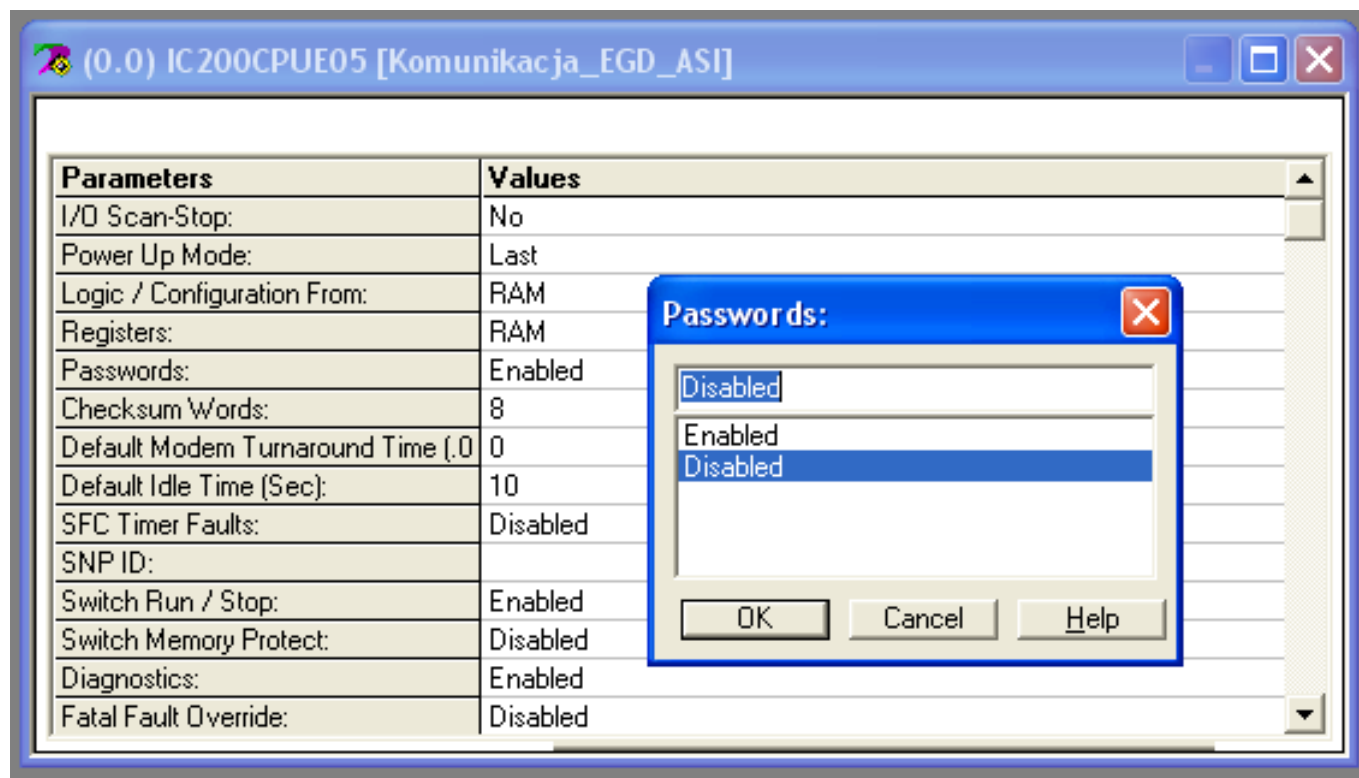 (0.0) IC200CPUE05 [Komunikacja_EGD_ASI]
Parameters Values
I/O Scan-Stop: No
Power Up Mode: Last
Logic / Configuration From: RAM
Registers: RAM
Passwords: Enabled
Checksum Words: 8
Default Modem Turnaround Time (.0 0
Default Idle Time (Sec): 10
SFC Timer Faults: Disabled
SNP ID:
Switch Run / Stop: Enabled
Switch Memory Protect: Disabled
Diagnostics: Enabled
Fatal Fault Override: Disabled
Passwords:
Disabled
Enabled
Disabled
OK Cancel Help